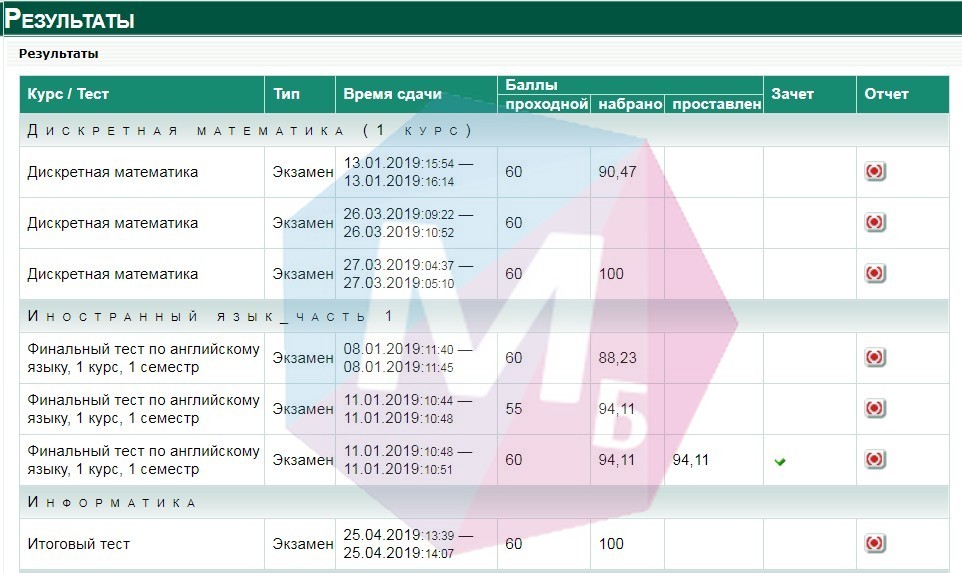 Результаты
Результаты
Курс / Тест Тип Время сдачи Баллы Зачет Отчет
проходной набрано проставлен
Дискретная математика (1 курс)
Дискретная математика Экзамен 13.01.2019:15:54 — 60 90,47
13.01.2019:16:14
Дискретная математика Экзамен 26.03.2019:09:22 — 60
26.03.2019:10:52
Дискретная математика Экзамен 27.03.2019:04:37 — 60 100
27.03.2019:05:10
Иностранный язык_часть 1
Финальный тест по английскому Экзамен 08.01.2019:11:40 — 60 88,23
языку, 1 курс, 1 семестр 08.01.2019:11:45
Финальный тест по английскому Экзамен 11.01.2019:10:44 — 55 94,11
языку, 1 курс, 1 семестр 11.01.2019:10:48
Финальный тест по английскому Экзамен 11.01.2019:10:48 — 60 94,11 94,11
языку, 1 курс, 1 семестр 11.01.2019:10:51
Информатика
Итоговый тест Экзамен 25.04.2019:13:39 — 60 100
25.04.2019:14:07
МБ